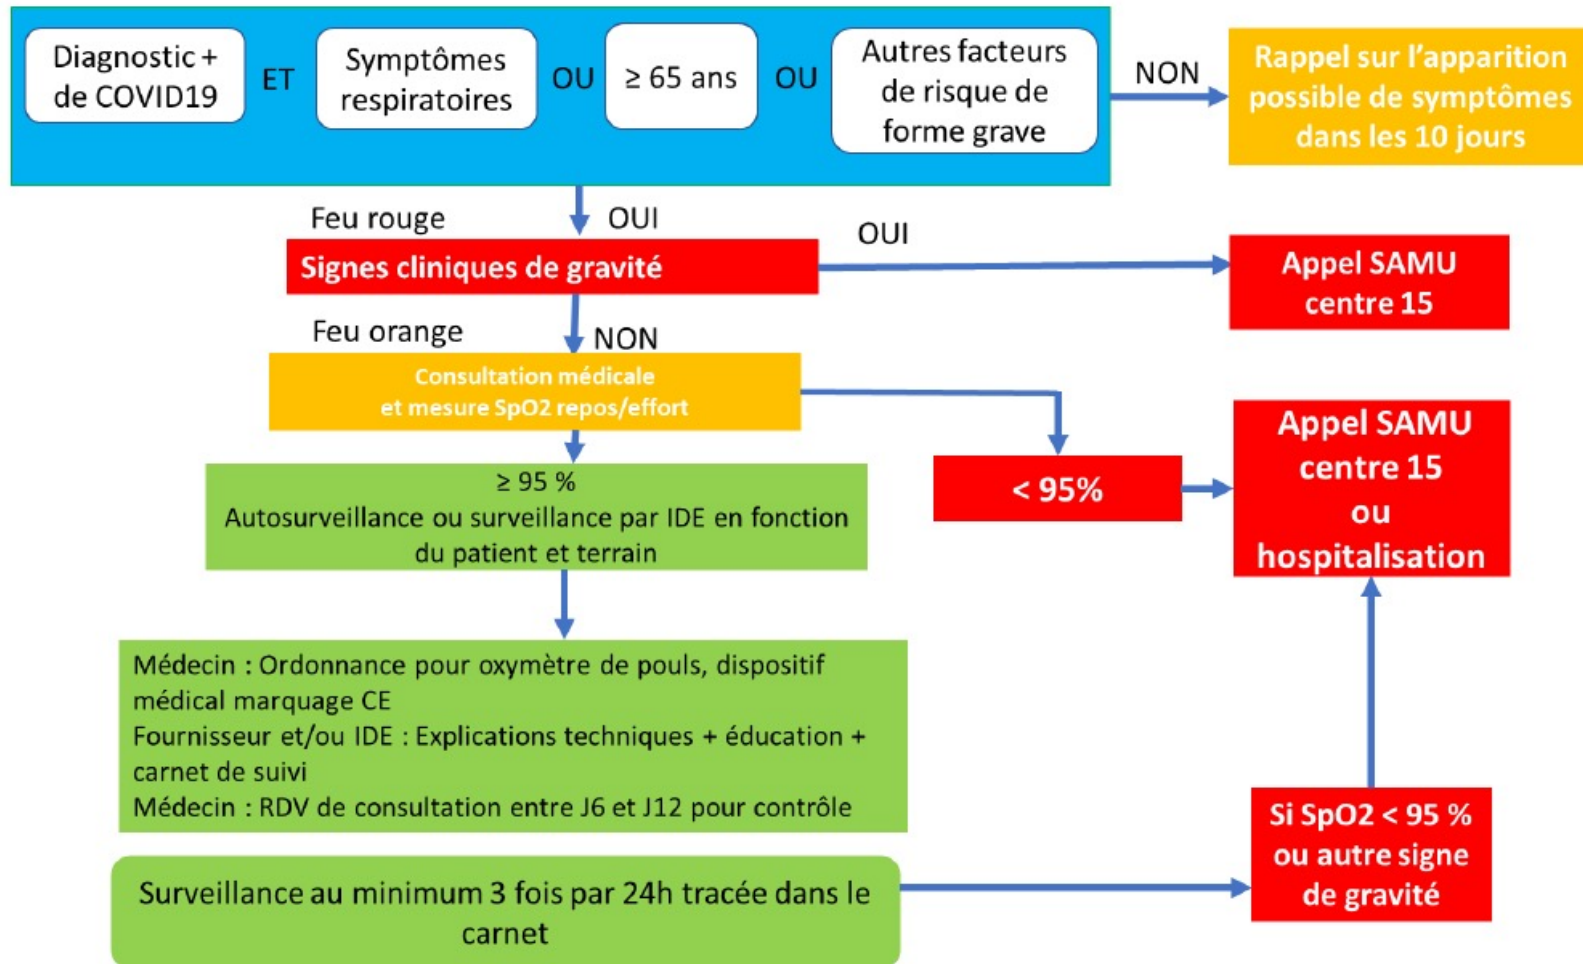 Diagnostic +
de COVID19
ET
Symptômes
respiratoires
OU
≥ 65 ans
OU
Autres facteurs
de risque de
forme grave
NON
Rappel sur l’apparition
possible de symptômes
dans les 10 jours
Feu rouge
OUI
Signes cliniques de gravité
OUI
Appel SAMU
centre 15
Feu orange
NON
Consultation médicale
et mesure SpO2 repos/effort
≥ 95 %
Autosurveillance ou surveillance par IDE en fonction
du patient et terrain
< 95%
Appel SAMU
centre 15
ou
hospitalisation
Médecin : Ordonnance pour oxymètre de pouls, dispositif
médical marquage CE
Fournisseur et/ou IDE : Explications techniques + éducation +
carnet de suivi
Médecin : RDV de consultation entre J6 et J12 pour contrôle
Surveillance au minimum 3 fois par 24h tracée dans le
carnet
Si SpO2 < 95 %
ou autre signe
de gravité